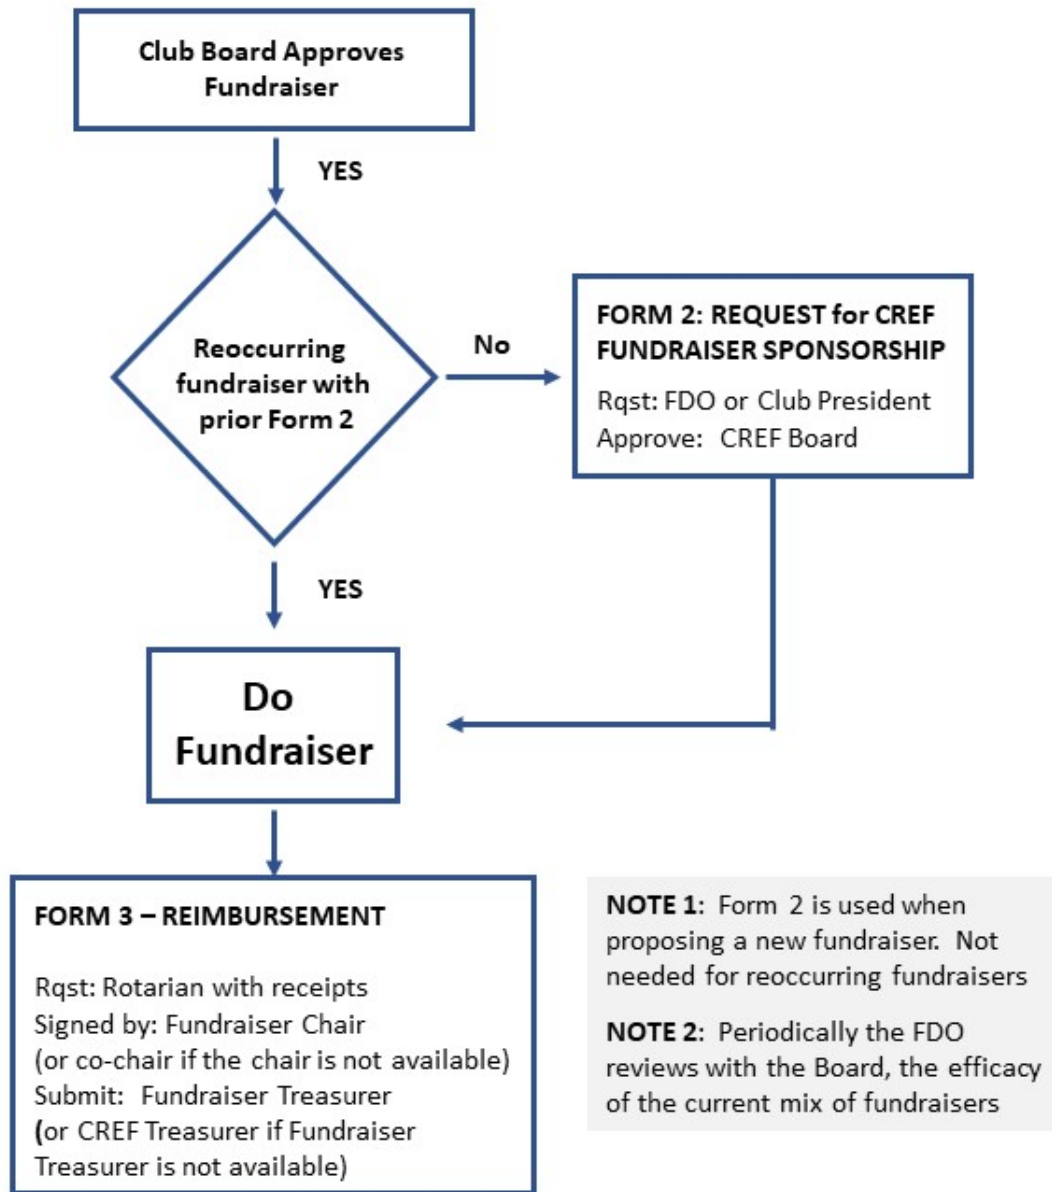 Club Board Approves
Fundraiser
YES
Reoccurring
fundraiser with
prior Form 2
No
FORM 2: REQUEST for CREF
FUNDRAISER SPONSORSHIP
Rqst: FDO or Club President
Approve: CREF Board
YES
Do
Fundraiser
FORM 3 – REIMBURSEMENT
Rqst: Rotarian with receipts
Signed by: Fundraiser Chair
(or co-chair if the chair is not available)
Submit: Fundraiser Treasurer
(or CREF Treasurer if Fundraiser
Treasurer is not available)
NOTE 1: Form 2 is used when
proposing a new fundraiser. Not
needed for reoccurring fundraisers
NOTE 2: Periodically the FDO
reviews with the Board, the efficacy
of the current mix of fundraisers